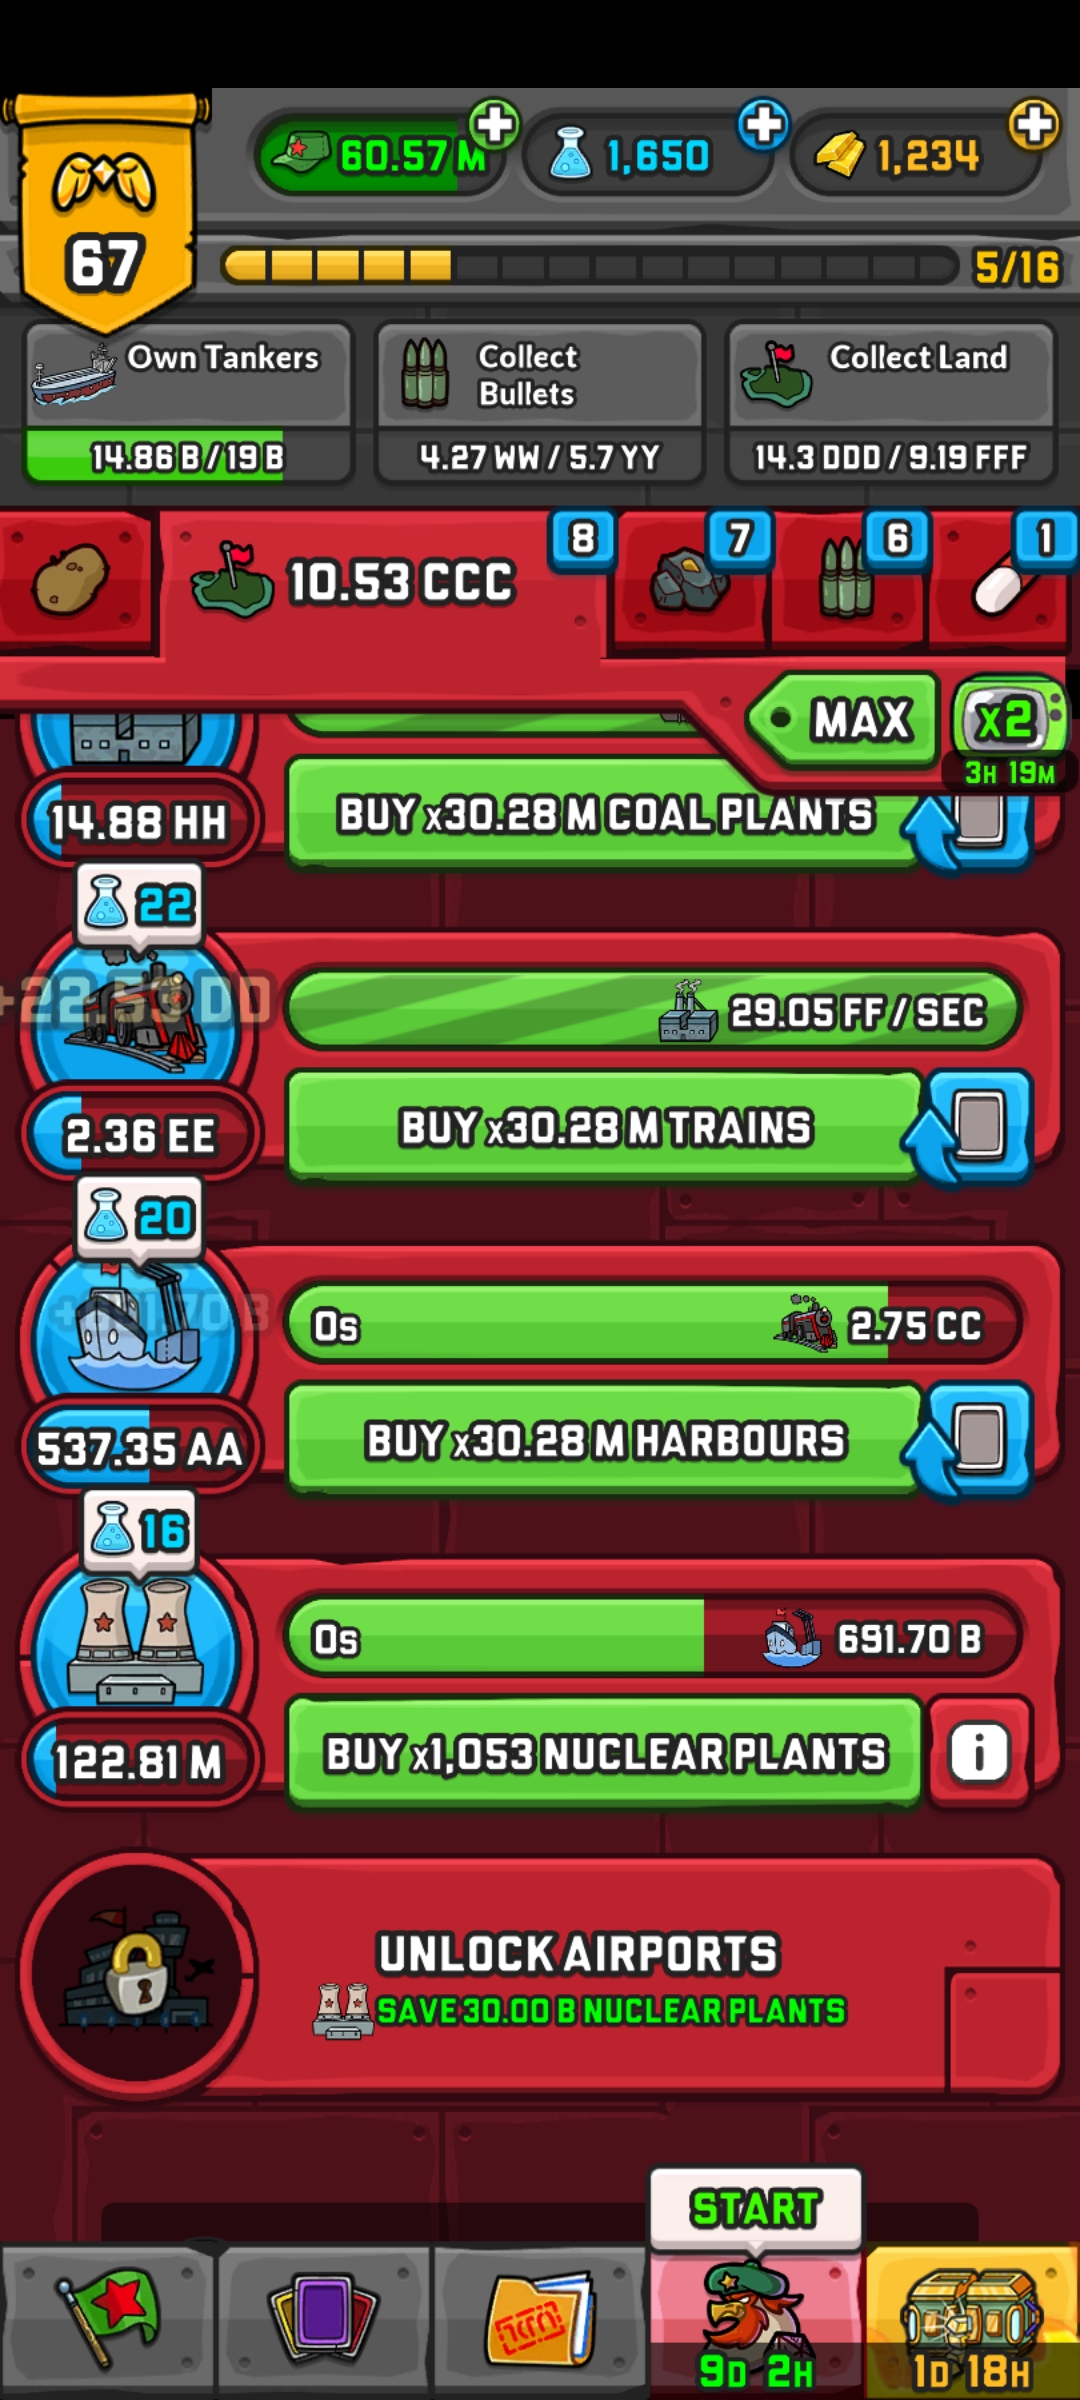 60.57 M
1,650
1,234
67
5/16
Own Tankers
14.86 B / 19 B
Collect
Bullets
4.27 WW / 5.7 YY
Collect Land
14.3 DDD / 9.19 FFF
10.53 CCC
8
7
6
1
MAX
x2
3H 19M
14.88 HH
BUY x30.28 M COAL PLANTS
22
+22.53 DD
29.05 FF / SEC
2.36 EE
BUY x30.28 M TRAINS
20
0s
2.75 CC
537.35 AA
BUY x30.28 M HARBOURS
16
0s
691.70 B
122.81 M
BUY x1,053 NUCLEAR PLANTS
i
UNLOCK AIRPORTS
SAVE 30.00 B NUCLEAR PLANTS
START
9D 2H
1D 18H